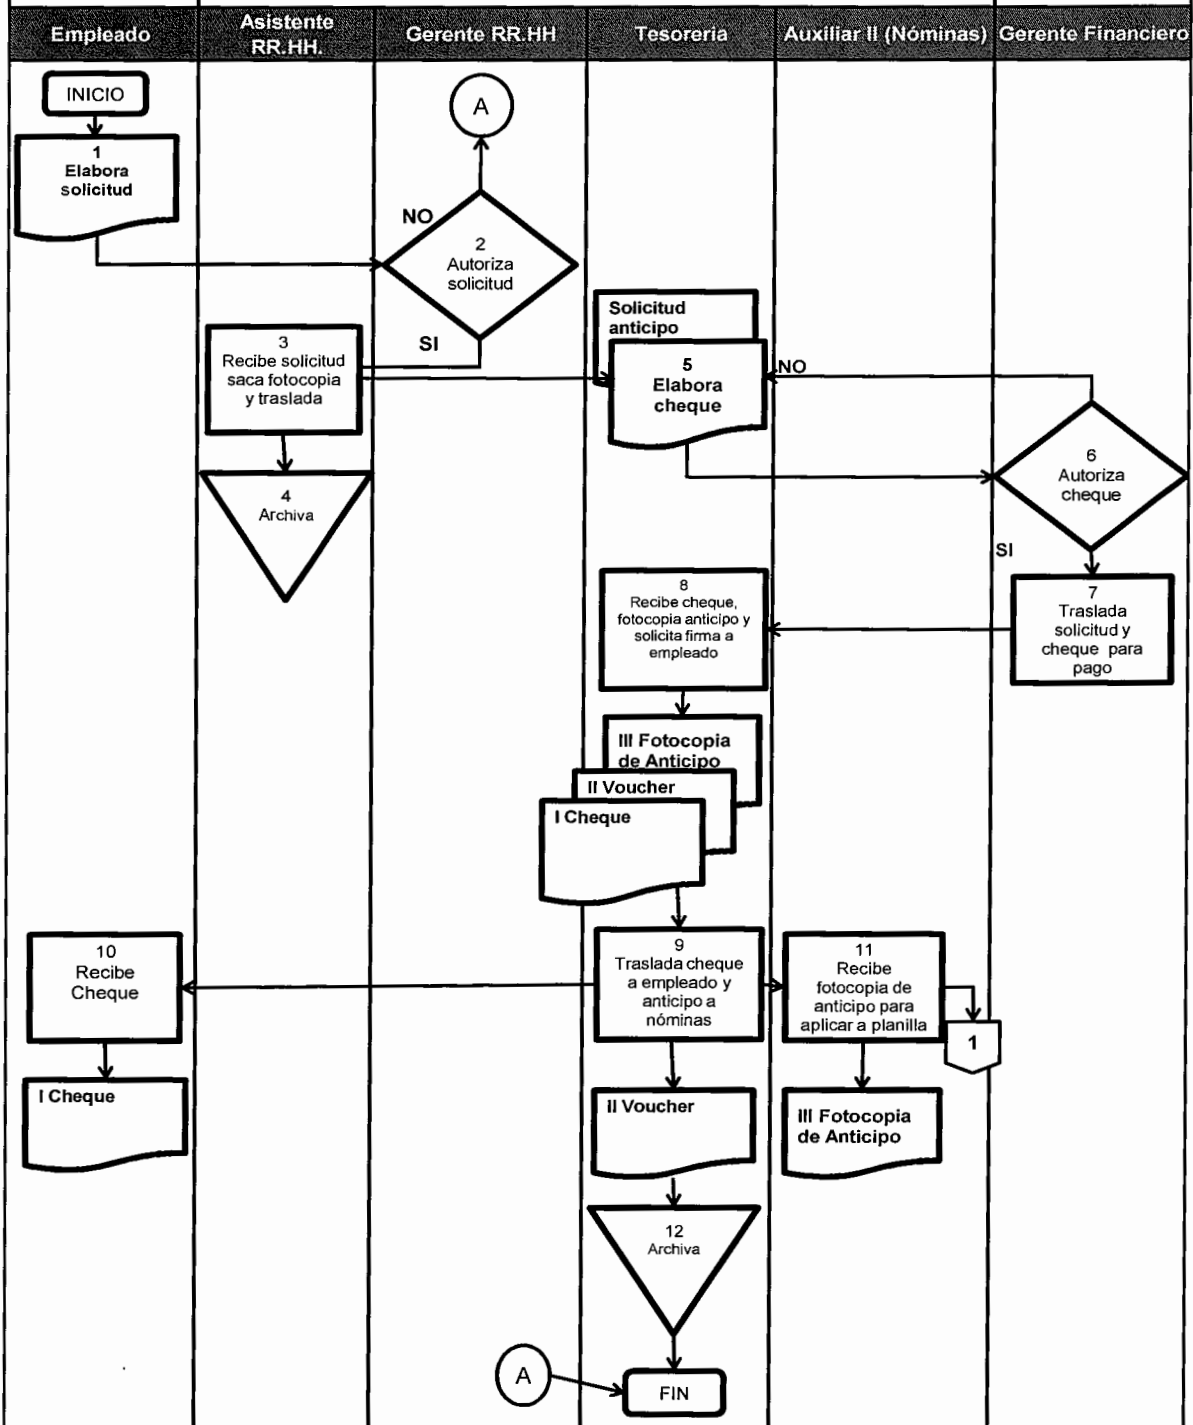 Empleado
Asistente
RR.HH.
Gerente RR.HH
Tesoreria
Auxiliar II (Nóminas)
Gerente Financiero
INICIO
A
1
Elabora
solicitud
NO
2
Autoriza
solicitud
SI
3
Recibe solicitud
saca fotocopia
y traslada
Solicitud
anticipo
5
Elabora
cheque
NO
6
Autoriza
cheque
4
Archiva
SI
7
Traslada
solicitud y
cheque para
pago
8
Recibe cheque,
fotocopia anticipo y
solicita firma a
empleado
III Fotocopia
de Anticipo
II Voucher
I Cheque
10
Recibe
Cheque
9
Traslada cheque
a empleado y
anticipo a
nóminas
11
Recibe
fotocopia de
anticipo para
aplicar a planilla
1
I Cheque
II Voucher
III Fotocopia
de Anticipo
12
Archiva
A
FIN